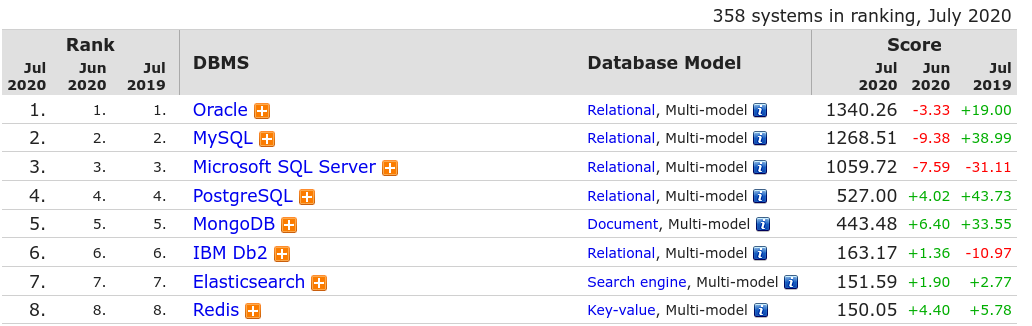 358 systems in ranking, July 2020
Rank DBMS Database Model Score
Jul 2020 Jun 2020 Jul 2019 Jul 2020 Jun 2020 Jul 2019
1. 1. 1. Oracle Relational, Multi-model 1340.26 -3.33 +19.00
2. 2. 2. MySQL Relational, Multi-model 1268.51 -9.38 +38.99
3. 3. 3. Microsoft SQL Server Relational, Multi-model 1059.72 -7.59 -31.11
4. 4. 4. PostgreSQL Relational, Multi-model 527.00 +4.02 +43.73
5. 5. 5. MongoDB Document, Multi-model 443.48 +6.40 +33.55
6. 6. 6. IBM Db2 Relational, Multi-model 163.17 +1.36 -10.97
7. 7. 7. Elasticsearch Search engine, Multi-model 151.59 +1.90 +2.77
8. 8. 8. Redis Key-value, Multi-model 150.05 +4.40 +5.78